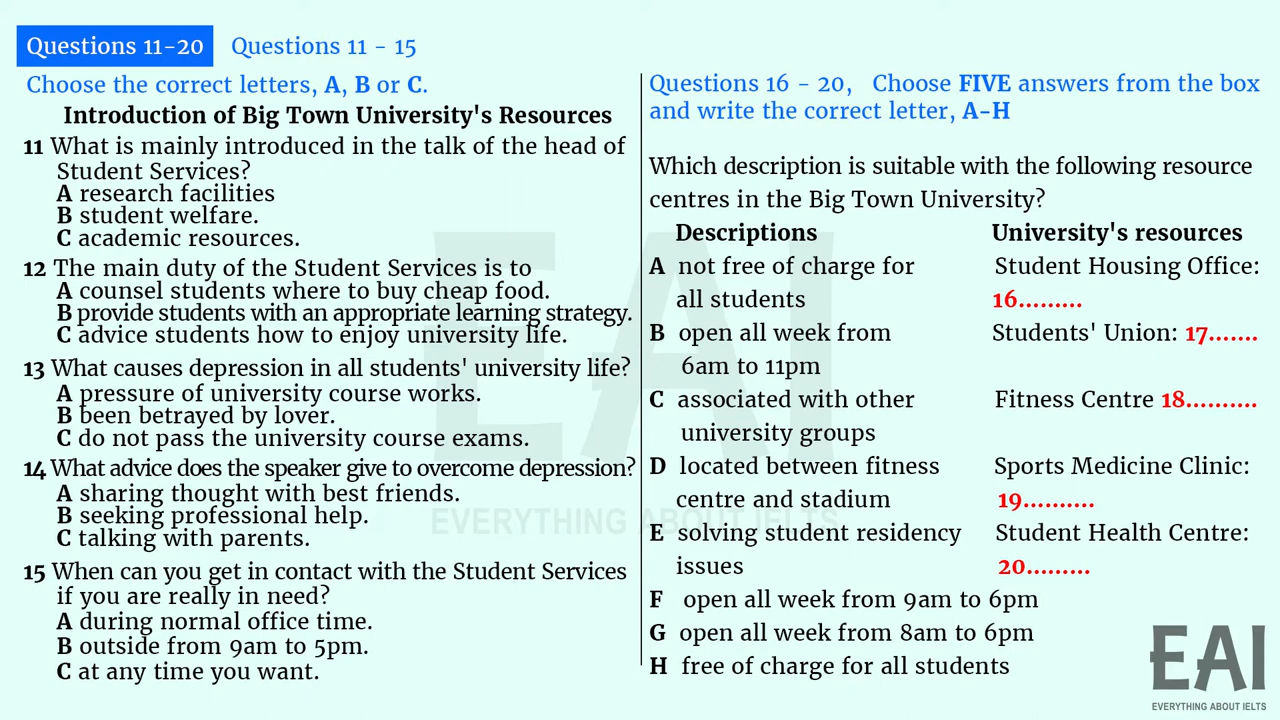 Questions 11-20 Questions 11 - 15
Choose the correct letters, A, B or C.
Introduction of Big Town University's Resources
11 What is mainly introduced in the talk of the head of
Student Services?
A research facilities
B student welfare.
C academic resources.
12 The main duty of the Student Services is to
A counsel students where to buy cheap food.
B provide students with an appropriate learning strategy.
C advice students how to enjoy university life.
13 What causes depression in all students' university life?
A pressure of university course works.
B been betrayed by lover.
C do not pass the university course exams.
14 What advice does the speaker give to overcome depression?
A sharing thought with best friends.
B seeking professional help.
C talking with parents.
15 When can you get in contact with the Student Services
if you are really in need?
A during normal office time.
B outside from 9am to 5pm.
C at any time you want.
Questions 16 - 20, Choose FIVE answers from the box
and write the correct letter, A-H
Which description is suitable with the following resource
centres in the Big Town University?
Descriptions University's resources
A not free of charge for Student Housing Office:
all students 16.........
B open all week from Students' Union: 17.......
6am to 11pm
C associated with other Fitness Centre 18..........
university groups
D located between fitness Sports Medicine Clinic:
centre and stadium 19..........
E solving student residency Student Health Centre:
issues 20.........
F open all week from 9am to 6pm
G open all week from 8am to 6pm
H free of charge for all students
EAI
EVERYTHING ABOUT IELTS
EAI
EVERYTHING ABOUT IELTS